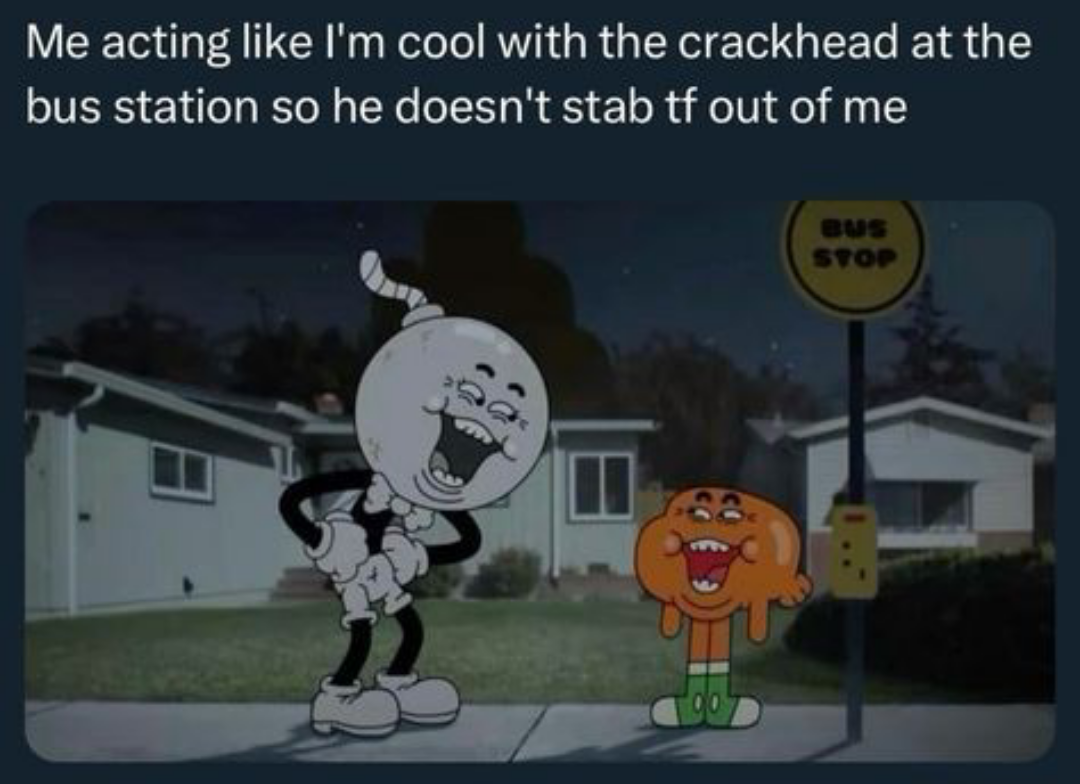 Me acting like I'm cool with the crackhead at the
bus station so he doesn't stab tf out of me
BUS
STOP